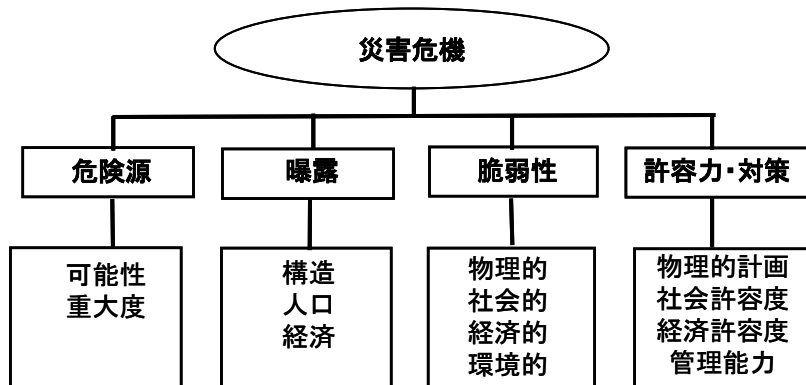 災害危機
危険源
曝露
脆弱性
許容力・対策
可能性
重大度
構造
人口
経済
物理的
社会的
経済的
環境的
物理的計画
社会許容度
経済許容度
管理能力